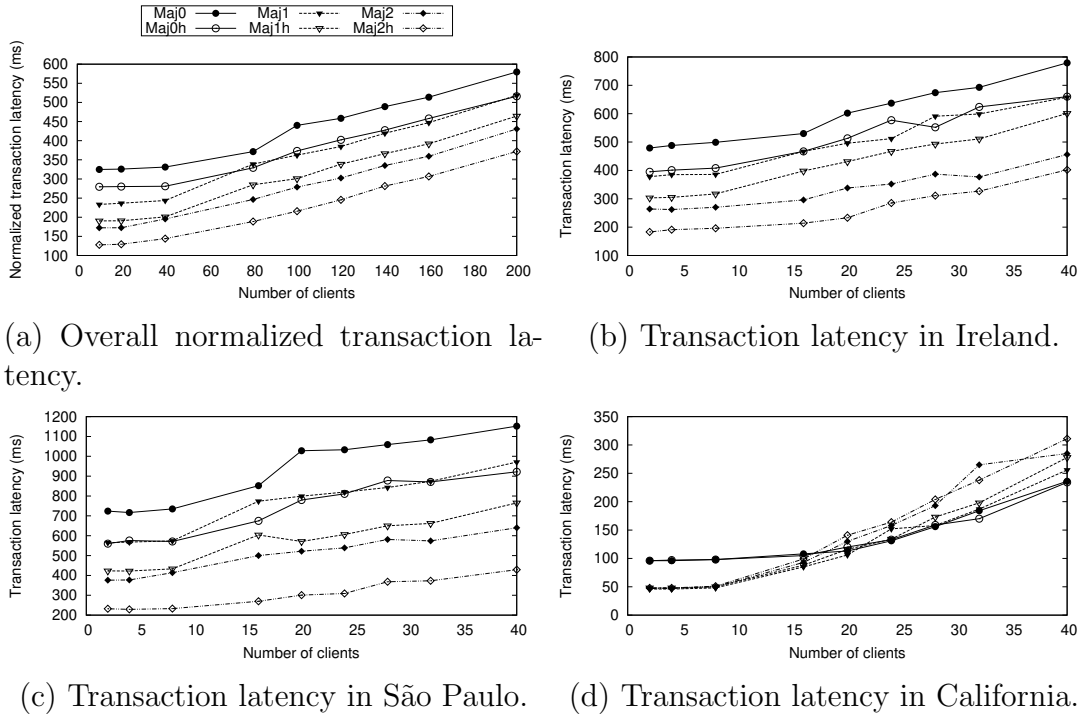 Maj0 Maj1 Maj2
Maj0h Maj1h Maj2h
Normalized transaction latency (ms)
600
550
500
450
400
350
300
250
200
150
100
0 20 40 60 80 100 120 140 160 180 200
Number of clients
(a) Overall normalized transaction la-
tency.
Transaction latency (ms)
800
700
600
500
400
300
200
100
0 5 10 15 20 25 30 35 40
Number of clients
(b) Transaction latency in Ireland.
Transaction latency (ms)
1200
1100
1000
900
800
700
600
500
400
300
200
0 5 10 15 20 25 30 35 40
Number of clients
(c) Transaction latency in São Paulo.
Transaction latency (ms)
350
300
250
200
150
100
50
0
0 5 10 15 20 25 30 35 40
Number of clients
(d) Transaction latency in California.